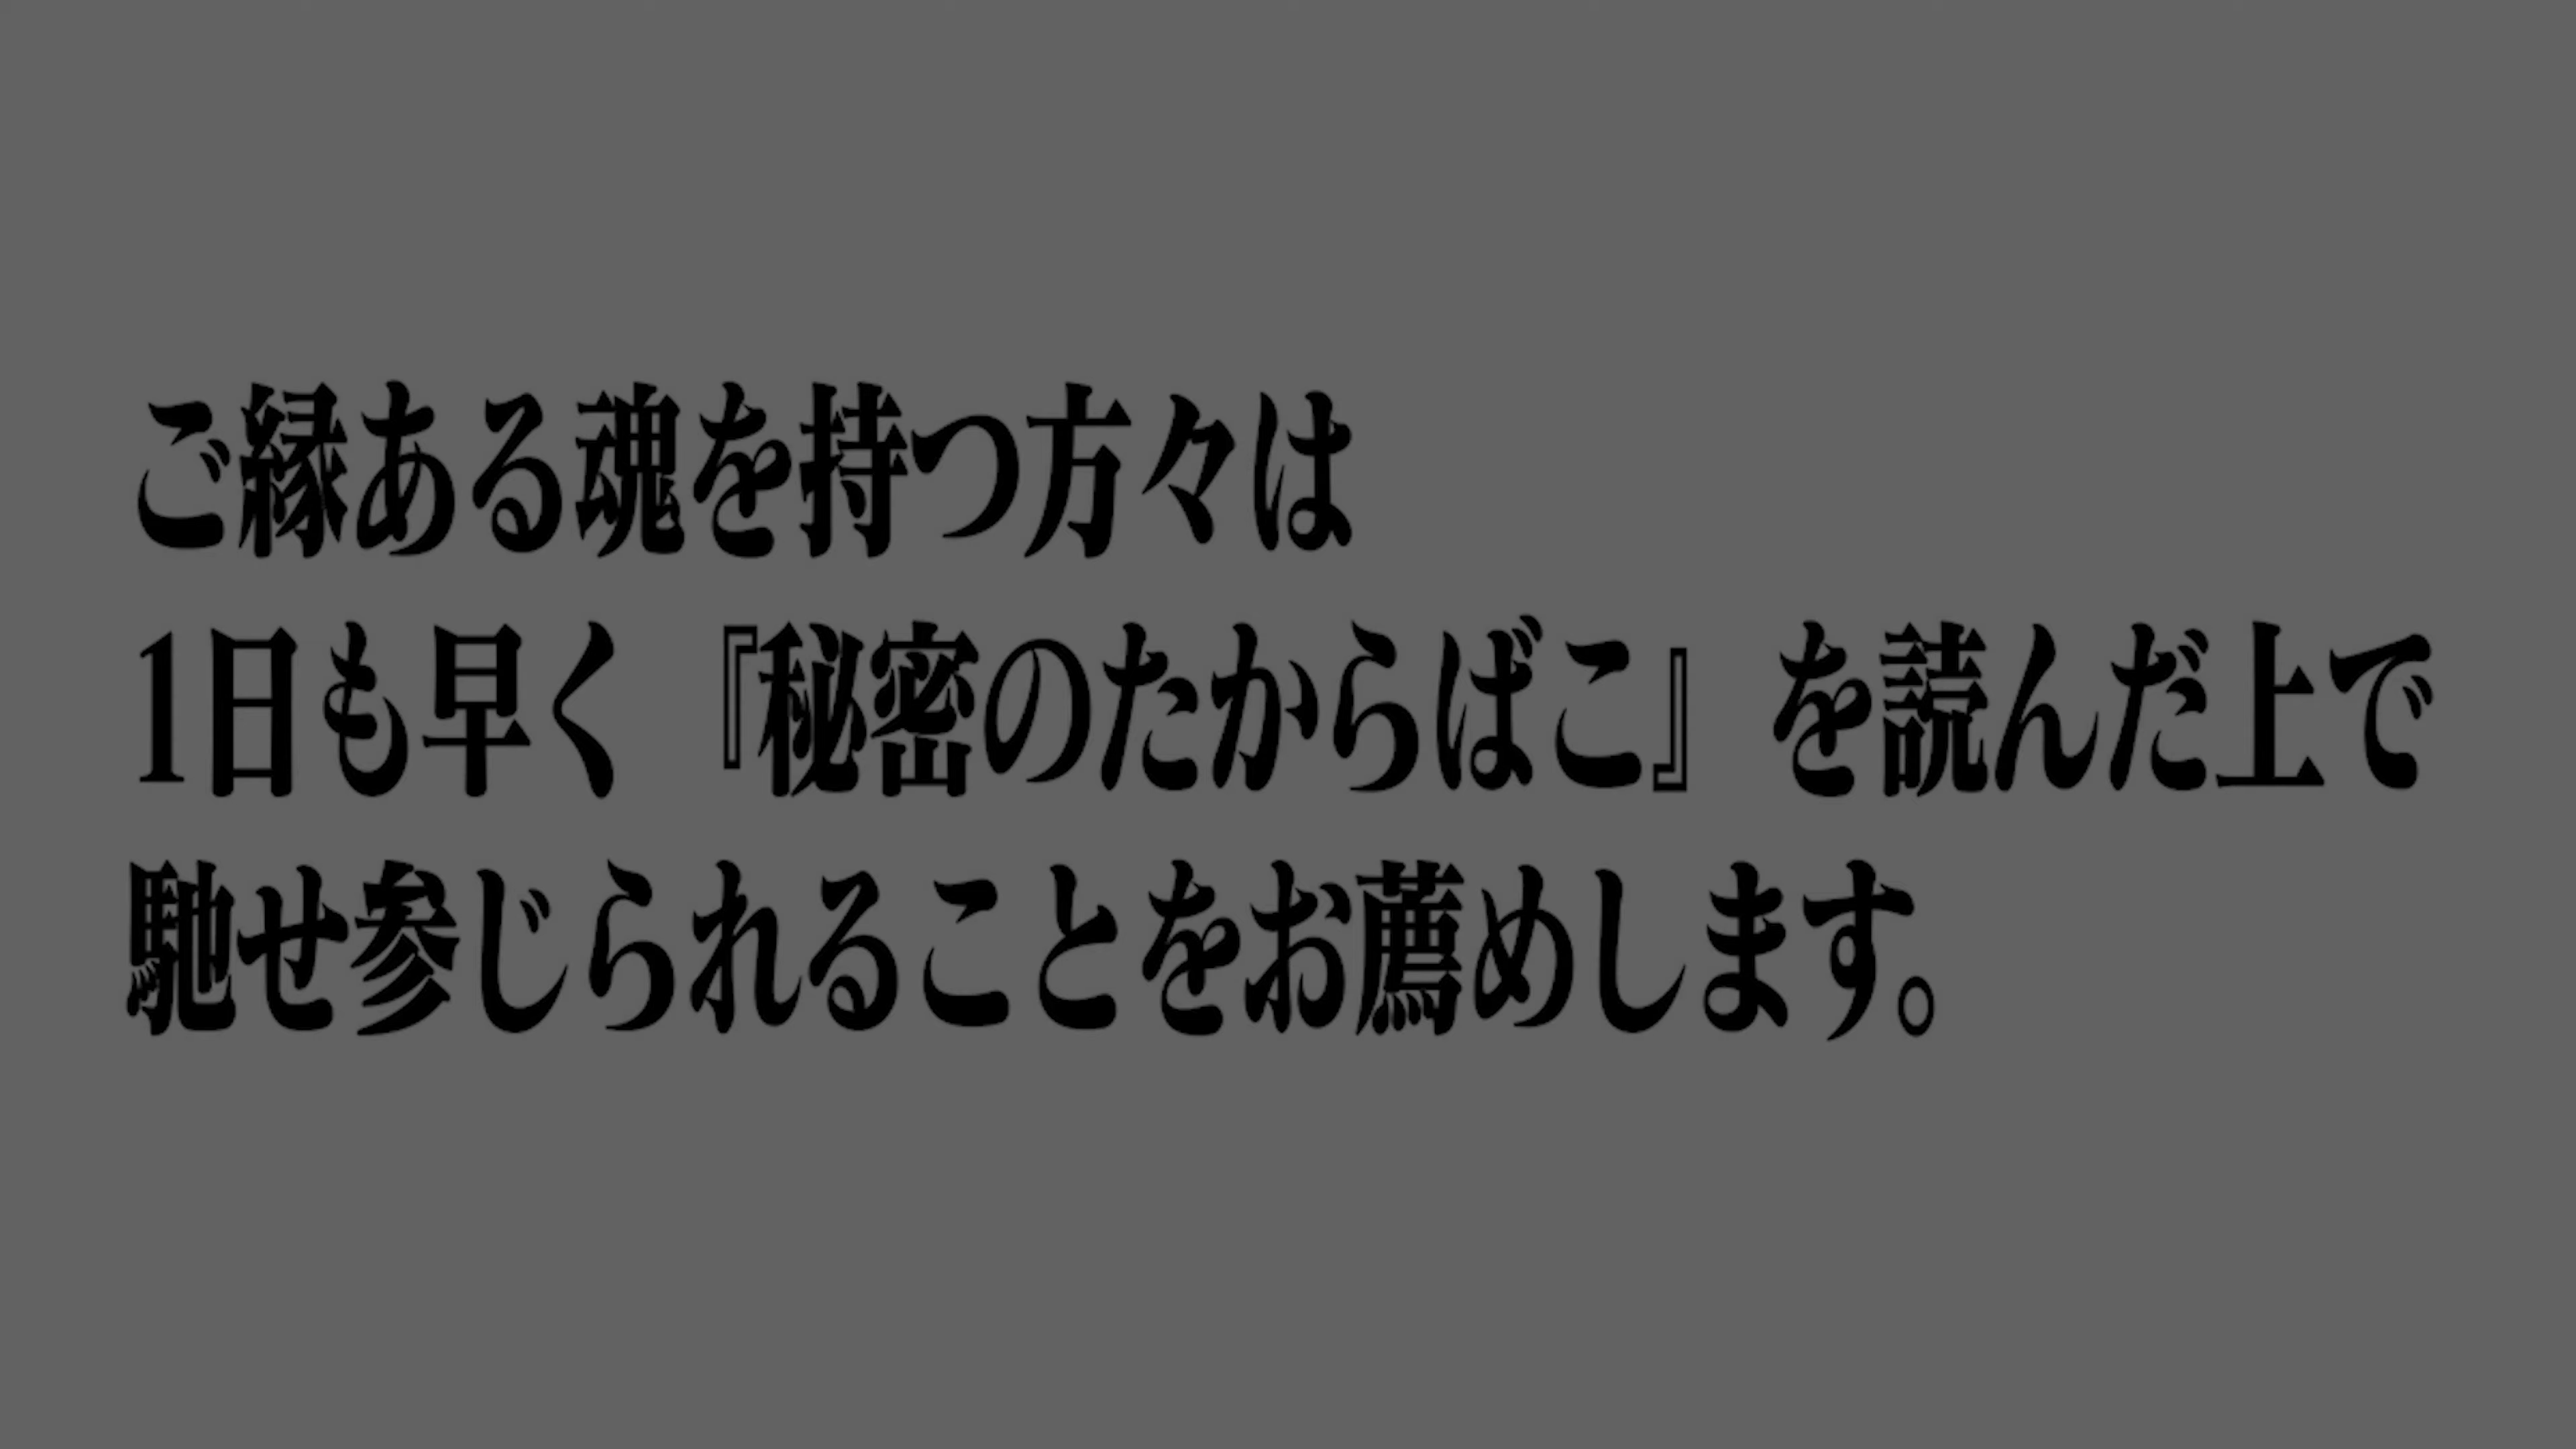 ご縁ある魂を持つ方々は
1日も早く『秘密のたからばこ』を読んだ上で
馳せ参じられることをお薦めします。